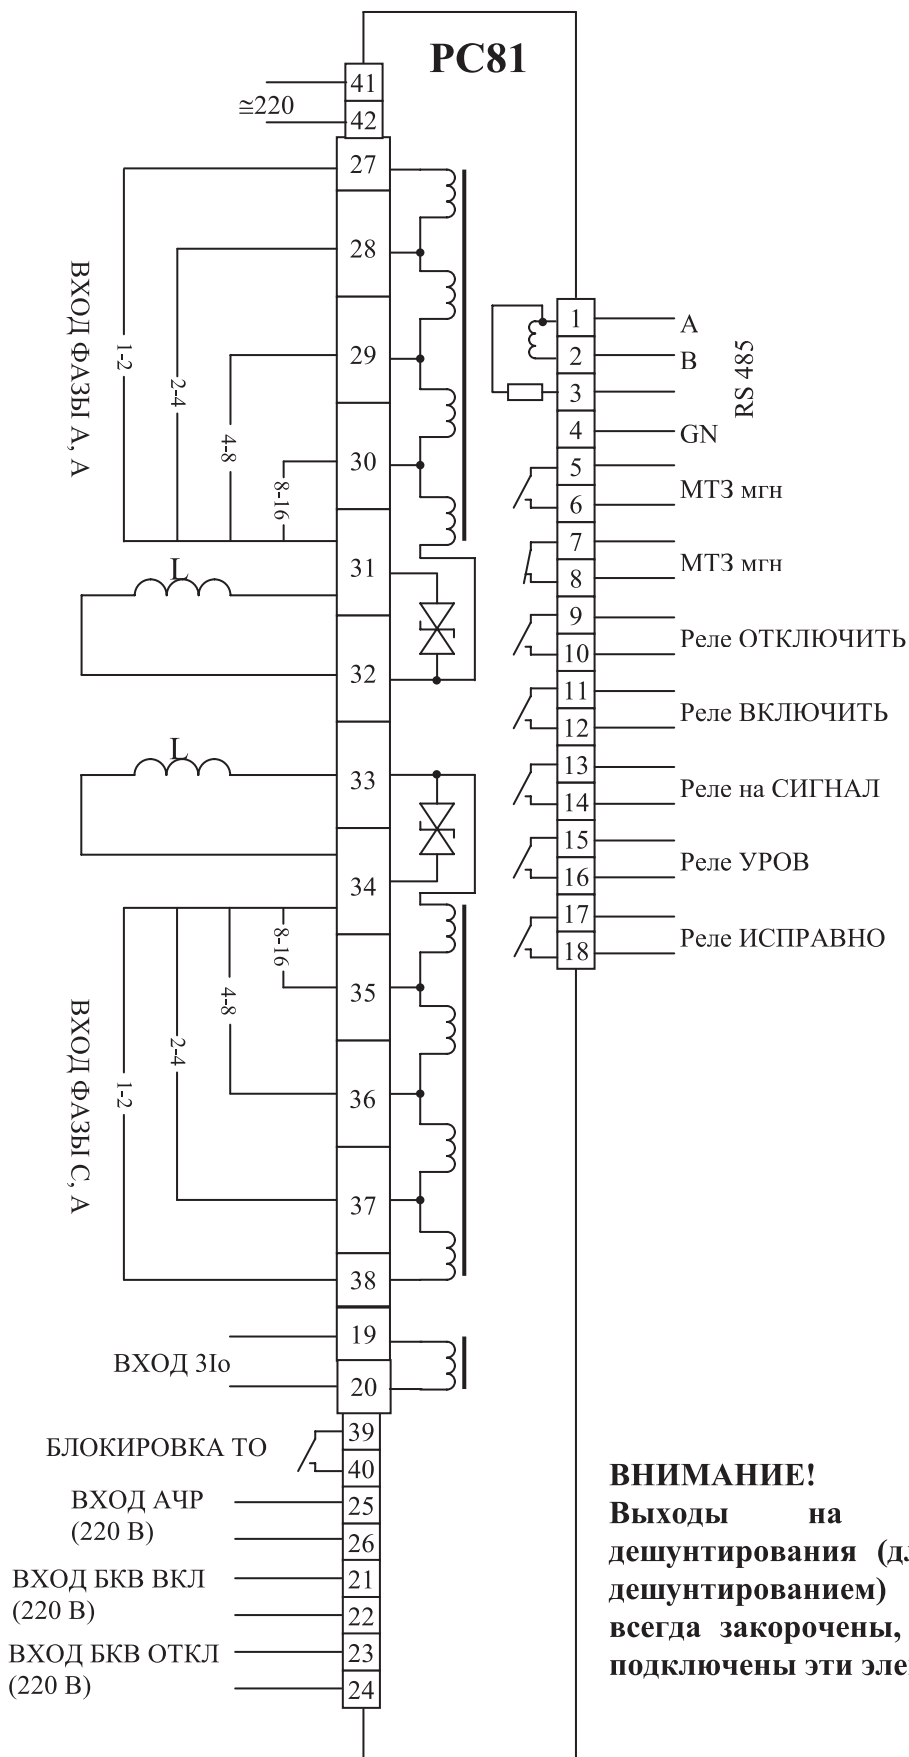 РС81
41
≅220
42
27
28
29
30
31
32
33
34
35
36
37
38
19
20
39
40
25
26
21
22
23
24
ВХОД ФАЗЫ А, А
1-2
2-4
4-8
8-16
L
L
8-16
4-8
2-4
1-2
ВХОД ФАЗЫ С, А
ВХОД 3Io
БЛОКИРОВКА ТО
ВХОД АЧР
(220 В)
ВХОД БКВ ВКЛ
(220 В)
ВХОД БКВ ОТКЛ
(220 В)
1
2
3
4
5
6
7
8
9
10
11
12
13
14
15
16
17
18
A
B
RS 485
GN
МТЗ мгн
МТЗ мгн
Реле ОТКЛЮЧИТЬ
Реле ВКЛЮЧИТЬ
Реле на СИГНАЛ
Реле УРОВ
Реле ИСПРАВНО
ВНИМАНИЕ!
Выходы на
дешунтирования (дл
дешунтированием)
всегда закорочены,
подключены эти эле